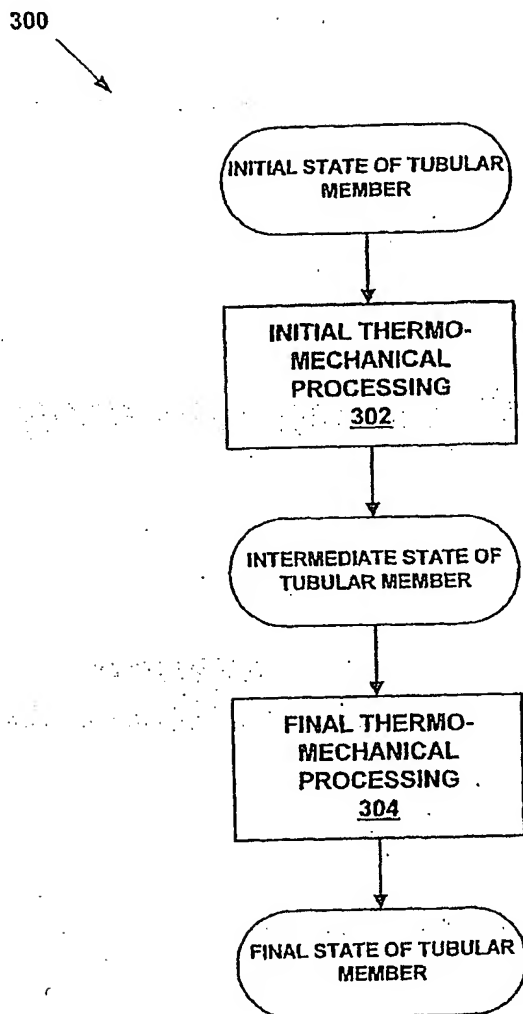 300
INITIAL STATE OF TUBULAR
MEMBER
INITIAL THERMO-
MECHANICAL
PROCESSING
302
INTERMEDIATE STATE OF
TUBULAR MEMBER
FINAL THERMO-
MECHANICAL
PROCESSING
304
FINAL STATE OF TUBULAR
MEMBER